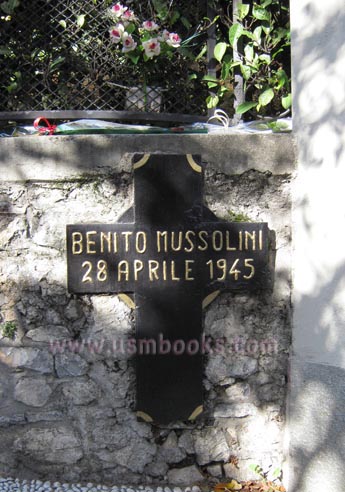 BENITO MUSSOLINI
28 APRILE 1945
www.usmbooks.com